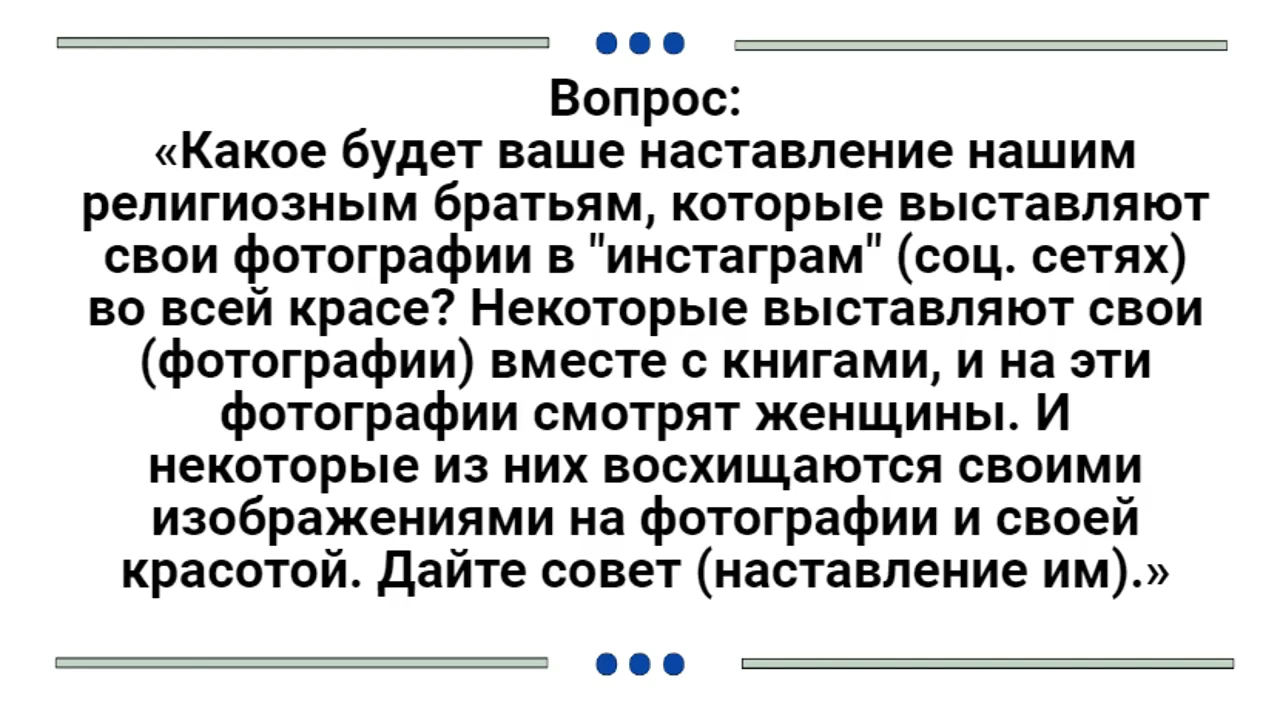 Вопрос:
«Какое будет ваше наставление нашим
религиозным братьям, которые выставляют
свои фотографии в "инстаграм" (соц. сетях)
во всей красе? Некоторые выставляют свои
(фотографии) вместе с книгами, и на эти
фотографии смотрят женщины. И
некоторые из них восхищаются своими
изображениями на фотографии и своей
красотой. Дайте совет (наставление им).»